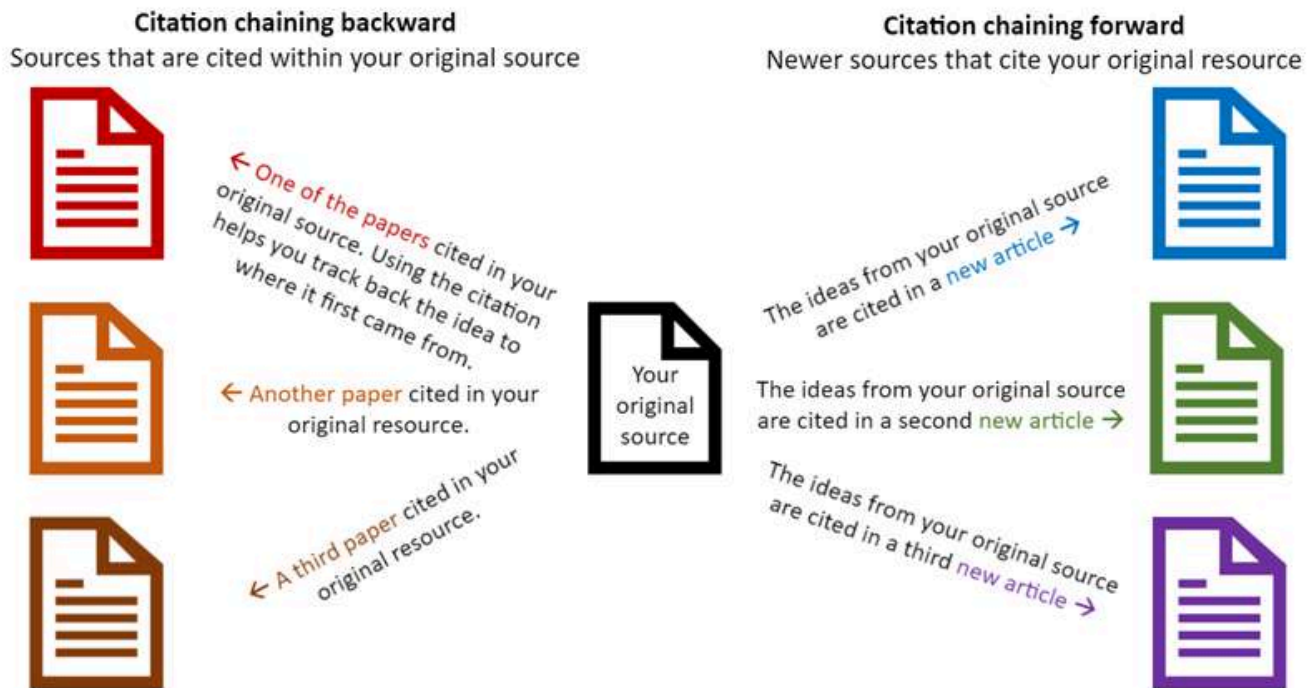 Citation chaining backward
Sources that are cited within your original source
← One of the papers cited in your
original source. Using the citation
helps you track back the idea to
where it first came from.
← Another paper cited in your
original resource.
← A third paper cited in your
original resource.
Your
original
source
Citation chaining forward
Newer sources that cite your original resource
The ideas from your original source
are cited in a new article →
The ideas from your original source
are cited in a second new article →
The ideas from your original source
are cited in a third new article →